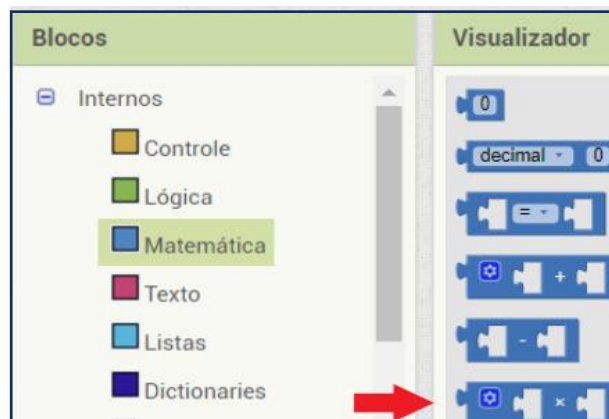 Blocos
Internos
Controle
Lógica
Matemática
Texto
Listas
Dictionaries
Visualizador
0
decimal 0
=
+
-
×